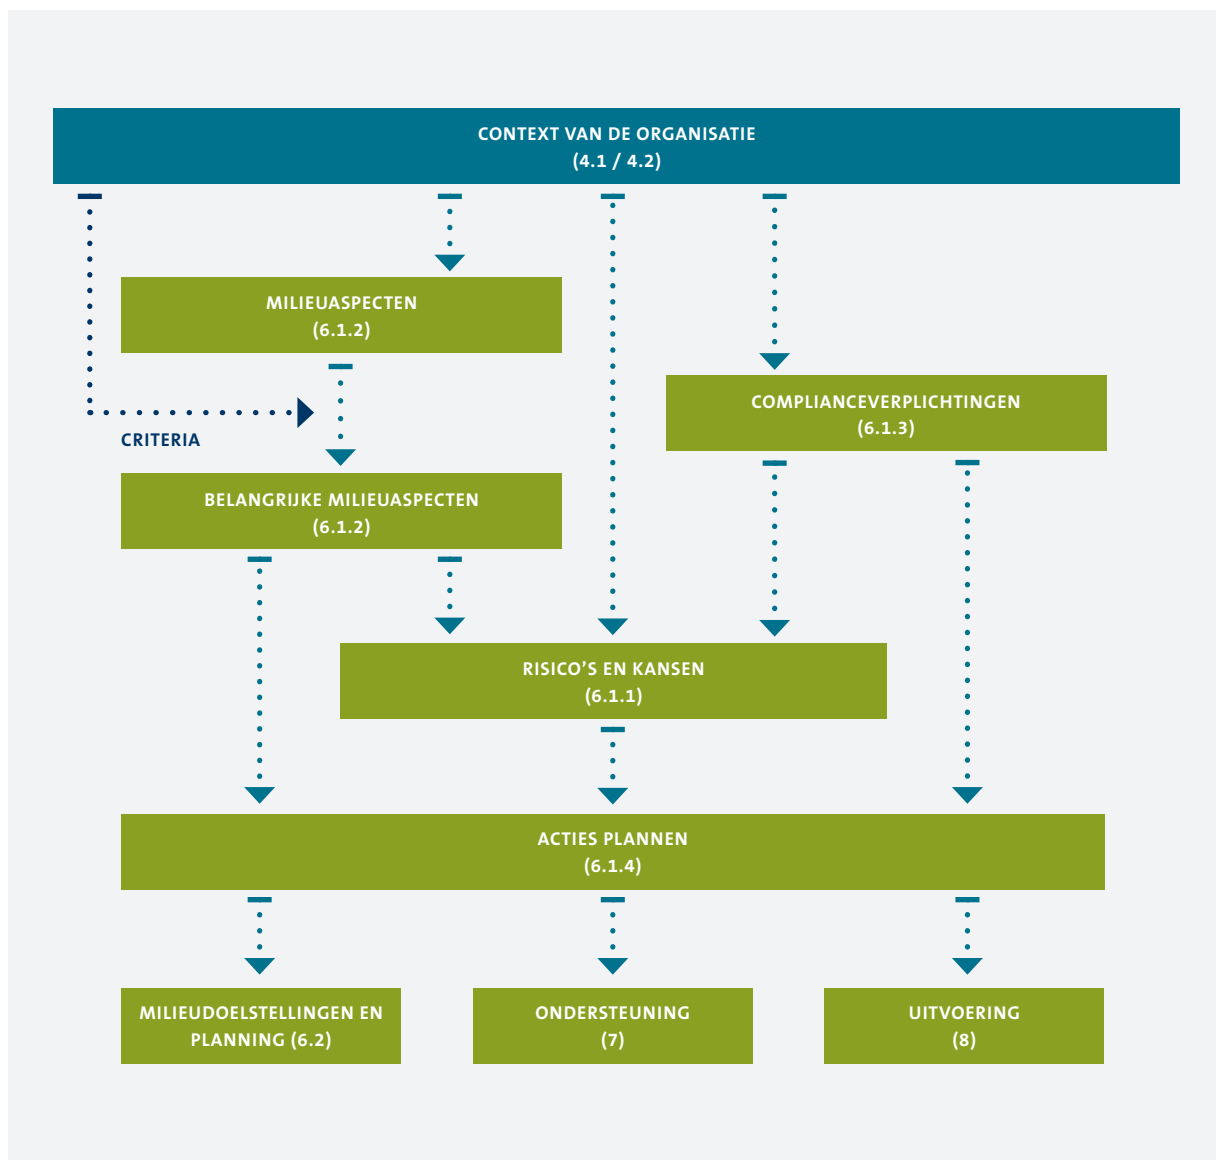 CONTEXT VAN DE ORGANISATIE
(4.1 / 4.2)
MILIEUASPECTEN
(6.1.2)
COMPLIANCEVERPLICHTINGEN
(6.1.3)
CRITERIA
BELANGRIJKE MILIEUASPECTEN
(6.1.2)
RISICO’S EN KANSEN
(6.1.1)
ACTIES PLANNEN
(6.1.4)
MILIEUDOELSTELLINGEN EN
PLANNING (6.2)
ONDERSTEUNING
(7)
UITVOERING
(8)